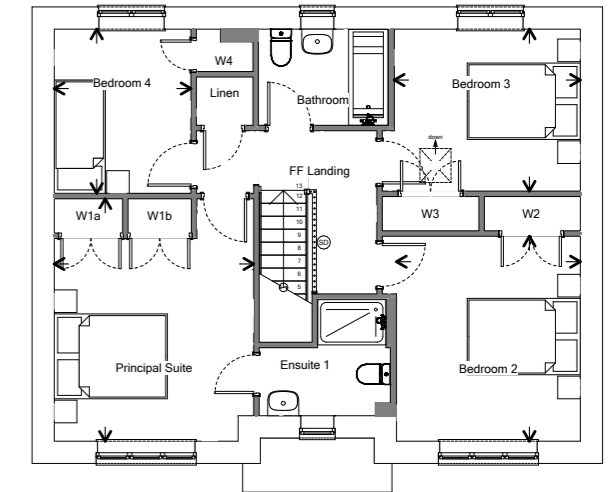 W4
Bedroom 4
Linen
Bedroom 3
Bathroom
down
FF Landing
13
12
11
10
9
8
7
6
5
W1a
W1b
W3
W2
SD
Principal Suite
Ensuite 1
Bedroom 2